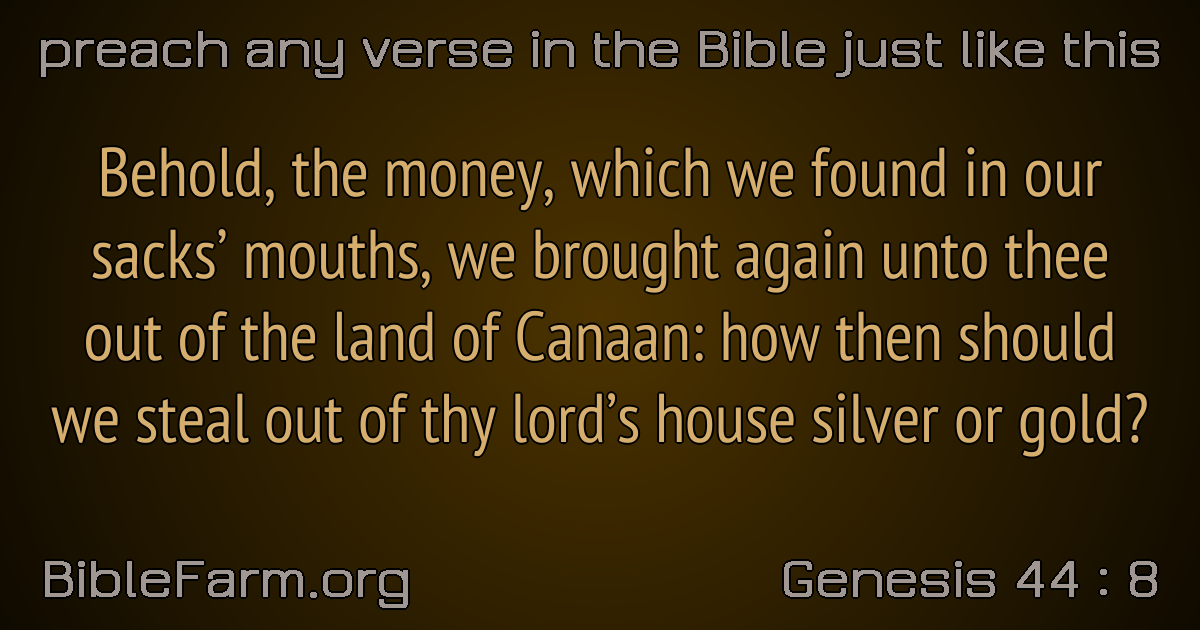 preach any verse in the Bible just like this
Behold, the money, which we found in our
sacks’ mouths, we brought again unto thee
out of the land of Canaan: how then should
we steal out of thy lord’s house silver or gold?
BibleFarm.org
Genesis 44 : 8